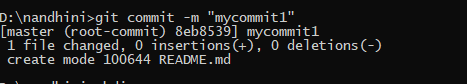 D:\nandhini>git commit -m "mycommit1"
[master (root-commit) 8eb8539] mycommit1
 1 file changed, 0 insertions(+), 0 deletions(-)
 create mode 100644 README.md